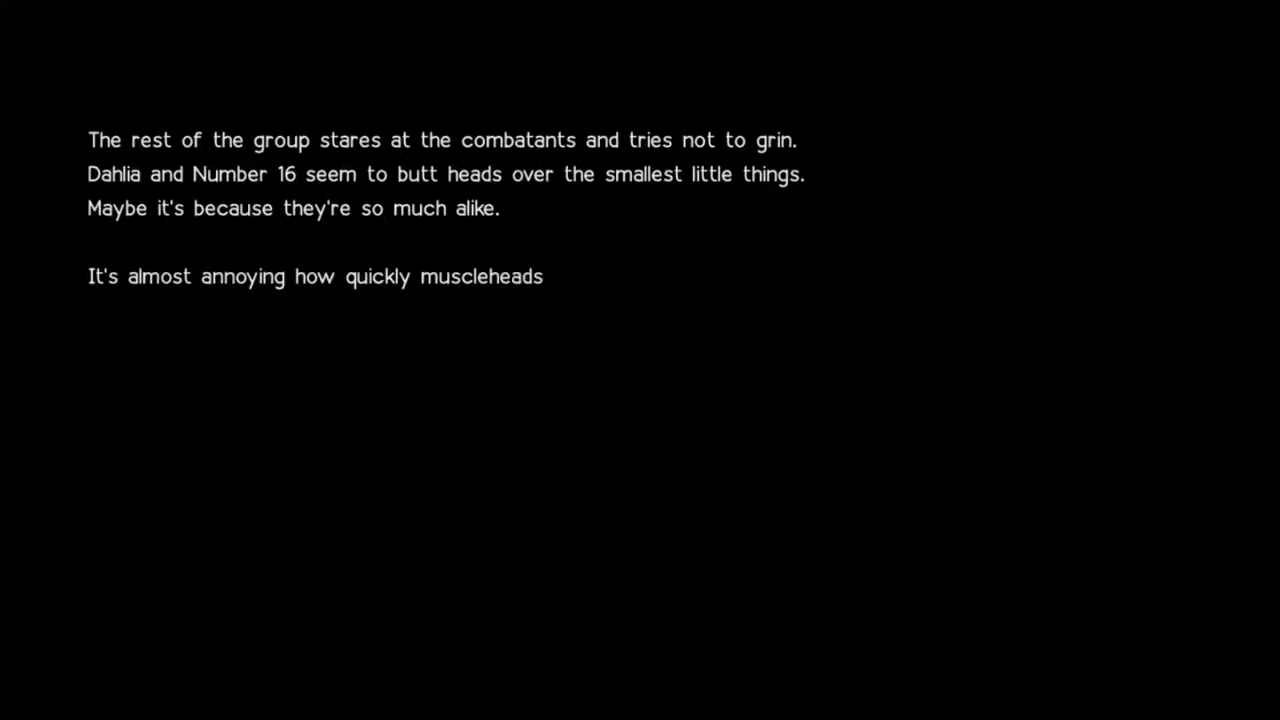 The rest of the group stares at the combatants and tries not to grin.
Dahlia and Number 16 seem to butt heads over the smallest little things.
Maybe it's because they're so much alike.
It's almost annoying how quickly muscleheads